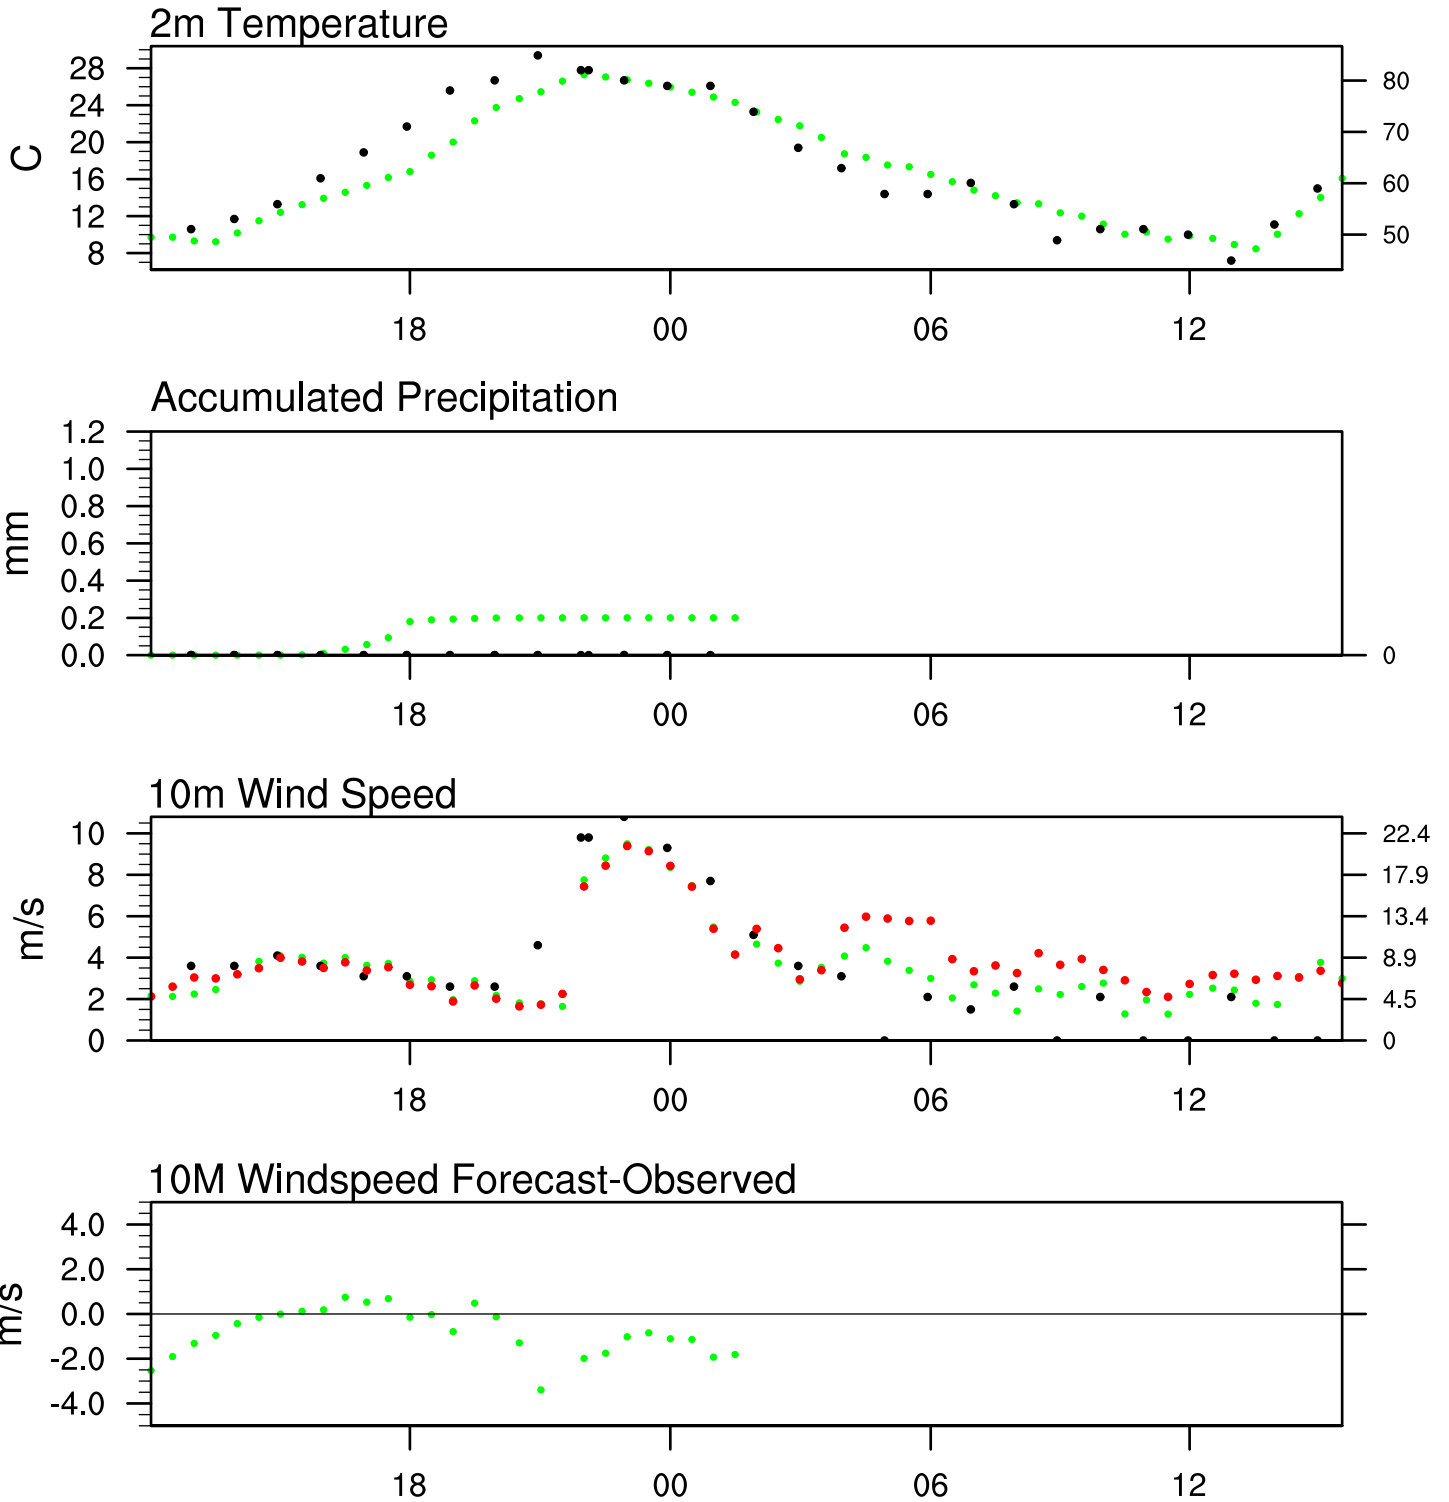 2m Temperature
28
24
20
16
12
8
C
80
70
60
50
18 00 06 12
Accumulated Precipitation
1.2
1.0
0.8
0.6
0.4
0.2
0.0
mm
0
18 00 06 12
10m Wind Speed
10
8
6
4
2
0
m/s
22.4
17.9
13.4
8.9
4.5
0
18 00 06 12
10M Windspeed Forecast-Observed
4.0
2.0
0.0
-2.0
-4.0
m/s
18 00 06 12